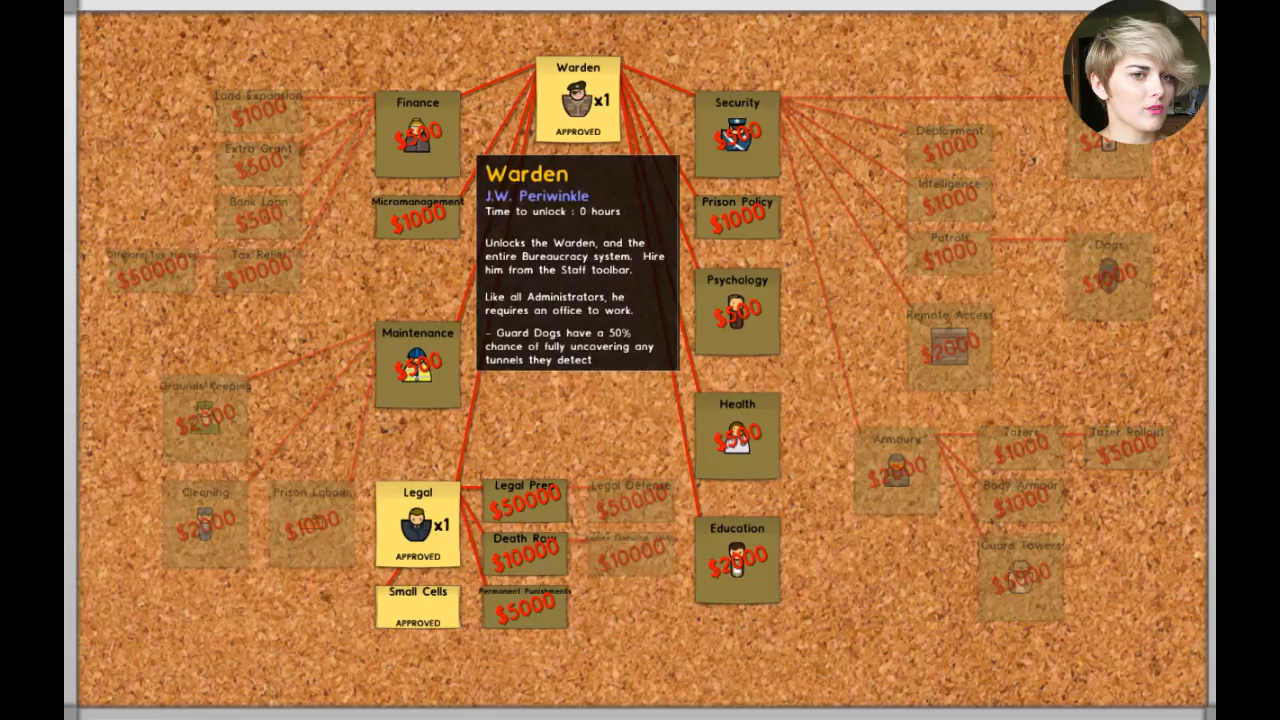 Warden
x1
APPROVED
Finance
$500
Security
$500
Land Expansion
$1000
Extra Grant
$500
Bank Loan
$500
Tax Relief
$10000
$50000
Micromanagement
$1000
Prison Policy
$1000
Deployment
$1000
Intelligence
$1000
Patrols
$1000
Dogs
$1000
Remote Access
$2000
Warden
J.W. Periwinkle
Time to unlock : 0 hours
Unlocks the Warden, and the
entire Bureaucracy system. Hire
him from the Staff toolbar.
Like all Administrators, he
requires an office to work.
- Guard Dogs have a 50%
chance of fully uncovering any
tunnels they detect
Psychology
$500
Maintenance
$500
Grounds Keeping
$2000
Cleaning
$2000
Prison Labour
$1000
Health
$500
Armoury
Tazers
$1000
Tazer Rollout
$5000
Body Armour
$1000
Guard Towers
$5000
Legal
x1
APPROVED
Legal Prep
$50000
Legal Defense
$50000
Death Row
$10000
$10000
Small Cells
APPROVED
Permanent Punishments
$5000
Education
$2000